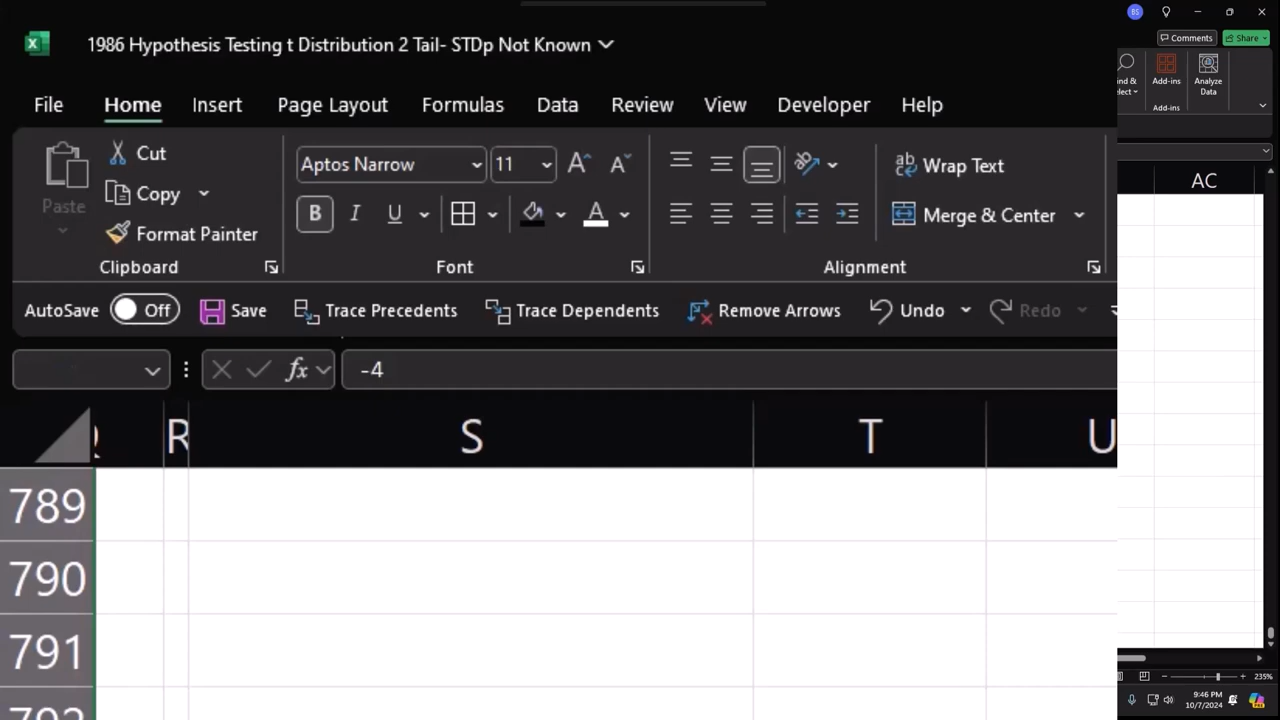 BS
1986 Hypothesis Testing t Distribution 2 Tail- STDp Not Known
Comments
Share
File Home Insert Page Layout Formulas Data Review View Developer Help
Paste
Cut
Copy
Format Painter
Clipboard
Aptos Narrow 11
B I U A
Font
Wrap Text
Merge & Center
Alignment
Add-ins
Add-ins
Analyze
Data
AutoSave Off Save Trace Precedents Trace Dependents Remove Arrows Undo Redo
fx -4
R S T U AC
789
790
791
792
235%
9:46 PM
10/7/2024